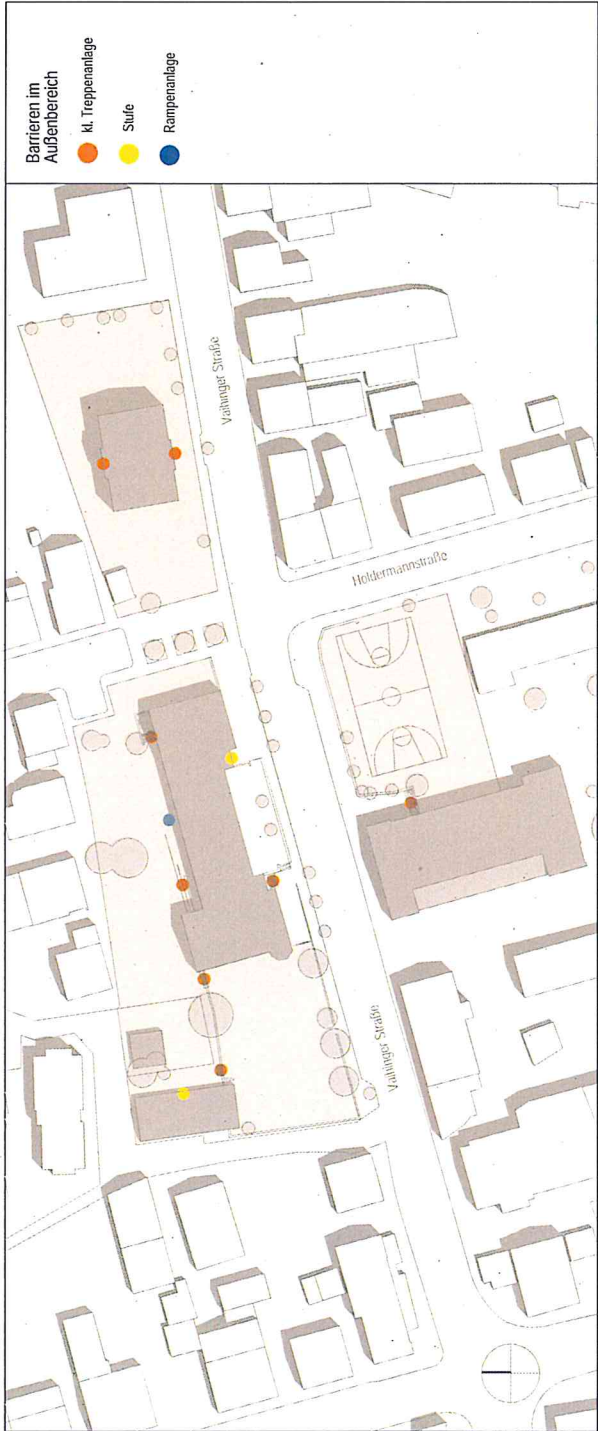 Barrieren im
Außenbereich
kl. Treppenanlage
Stufe
Rampenanlage
Vaihinger Straße
Holdermannstraße
Vaihinger Straße